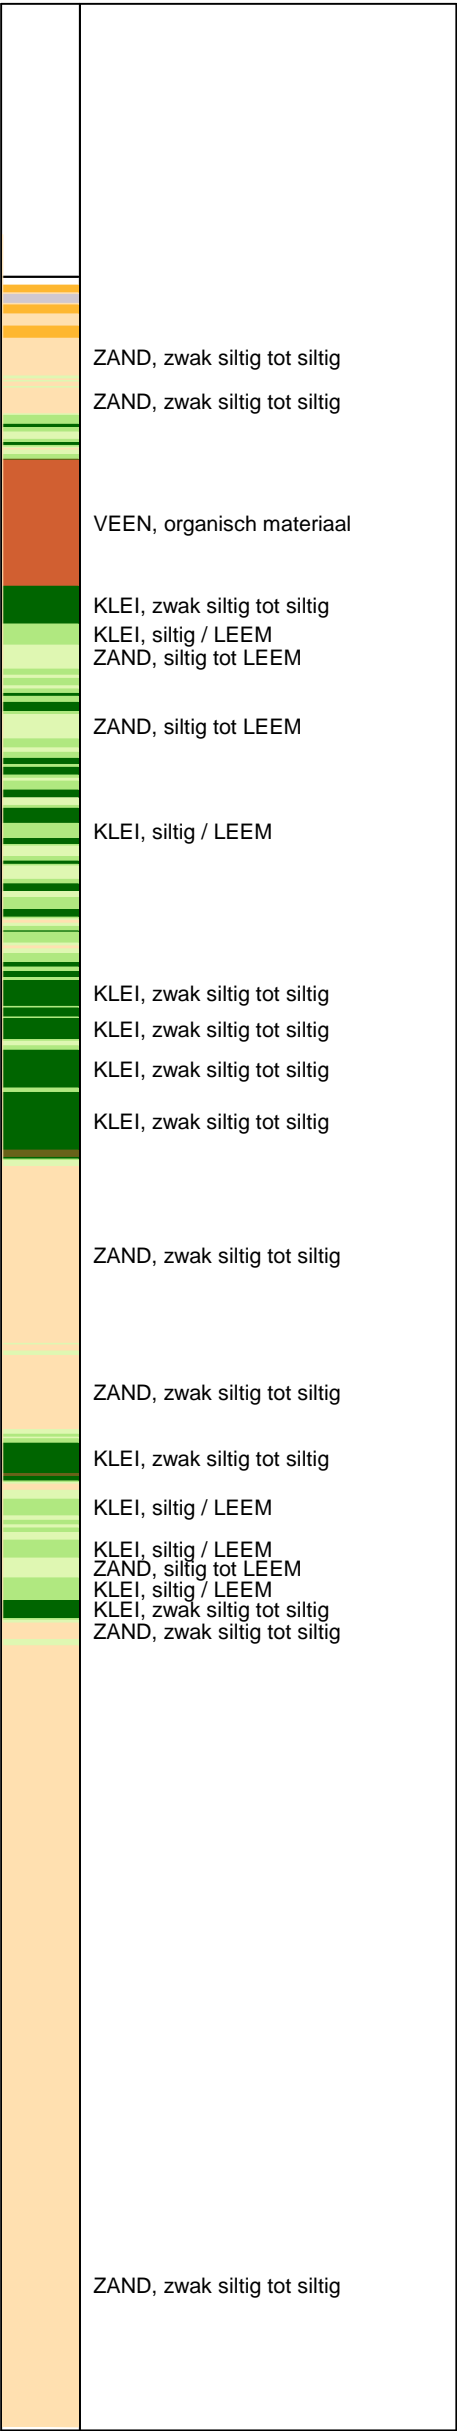 ZAND, zwak siltig tot siltig
ZAND, zwak siltig tot siltig
VEEN, organisch materiaal
KLEI, zwak siltig tot siltig
KLEI, siltig / LEEM
ZAND, siltig tot LEEM
ZAND, siltig tot LEEM
KLEI, siltig / LEEM
KLEI, zwak siltig tot siltig
KLEI, zwak siltig tot siltig
KLEI, zwak siltig tot siltig
KLEI, zwak siltig tot siltig
ZAND, zwak siltig tot siltig
ZAND, zwak siltig tot siltig
KLEI, zwak siltig tot siltig
KLEI, siltig / LEEM
KLEI, siltig / LEEM
ZAND, siltig tot LEEM
KLEI, siltig / LEEM
KLEI, zwak siltig tot siltig
ZAND, zwak siltig tot siltig
ZAND, zwak siltig tot siltig